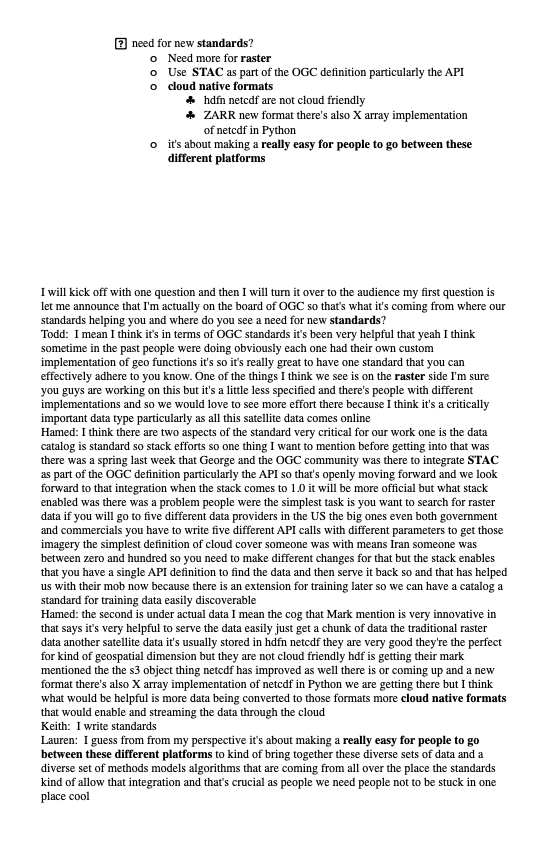 ? need for new standards?
o Need more for raster
o Use STAC as part of the OGC definition particularly the API
o cloud native formats
♣ hdfn netcdf are not cloud friendly
♣ ZARR new format there's also X array implementation
of netcdf in Python
o it's about making a really easy for people to go between these
different platforms
I will kick off with one question and then I will turn it over to the audience my first question is
let me announce that I'm actually on the board of OGC so that's what it's coming from where our
standards helping you and where do you see a need for new standards?
Todd: I mean I think it's in terms of OGC standards it's been very helpful that yeah I think
sometime in the past people were doing obviously each one had their own custom
implementation of geo functions it's so it's really great to have one standard that you can
effectively adhere to you know. One of the things I think we see is on the raster side I'm sure
you guys are working on this but it's a little less specified and there's people with different
implementations and so we would love to see more effort there because I think it's a critically
important data type particularly as all this satellite data comes online
Hamed: I think there are two aspects of the standard very critical for our work one is the data
catalog is standard so stack efforts so one thing I want to mention before getting into that was
there was a spring last week that George and the OGC community was there to integrate STAC
as part of the OGC definition particularly the API so that's openly moving forward and we look
forward to that integration when the stack comes to 1.0 it will be more official but what stack
enabled was there was a problem people were the simplest task is you want to search for raster
data if you will go to five different data providers in the US the big ones even both government
and commercials you have to write five different API calls with different parameters to get those
imagery the simplest definition of cloud cover someone was with means Iran someone was
between zero and hundred so you need to make different changes for that but the stack enables
that you have a single API definition to find the data and then serve it back so and that has helped
us with their mob now because there is an extension for training later so we can have a catalog a
standard for training data easily discoverable
Hamed: the second is under actual data I mean the cog that Mark mention is very innovative in
that says it's very helpful to serve the data easily just get a chunk of data the traditional raster
data another satellite data it's usually stored in hdfn netcdf they are very good they're the perfect
for kind of geospatial dimension but they are not cloud friendly hdf is getting their mark
mentioned the the s3 object thing netcdf has improved as well there is or coming up and a new
format there's also X array implementation of netcdf in Python we are getting there but I think
what would be helpful is more data being converted to those formats more cloud native formats
that would enable and streaming the data through the cloud
Keith: I write standards
Lauren: I guess from from my perspective it's about making a really easy for people to go
between these different platforms to kind of bring together these diverse sets of data and a
diverse set of methods models algorithms that are coming from all over the place the standards
kind of allow that integration and that's crucial as people we need people not to be stuck in one
place cool